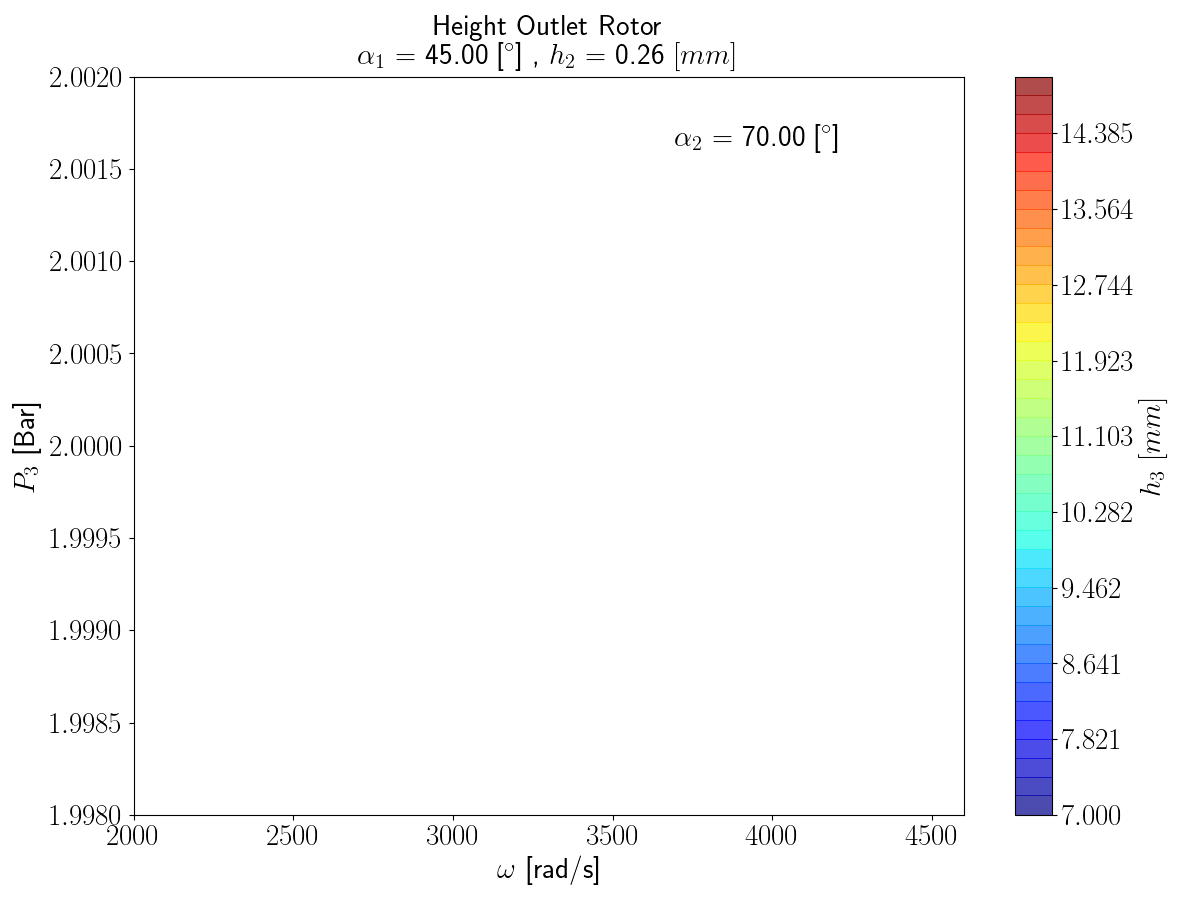 Height Outlet Rotor
α₁ = 45.00 [°] , h₂ = 0.26 [mm]
α₂ = 70.00 [°]
2.0020
2.0015
2.0010
2.0005
2.0000
1.9995
1.9990
1.9985
1.9980
P₃ [Bar]
2000 2500 3000 3500 4000 4500
ω [rad/s]
14.385
13.564
12.744
11.923
11.103
10.282
9.462
8.641
7.821
7.000
h₃ [mm]